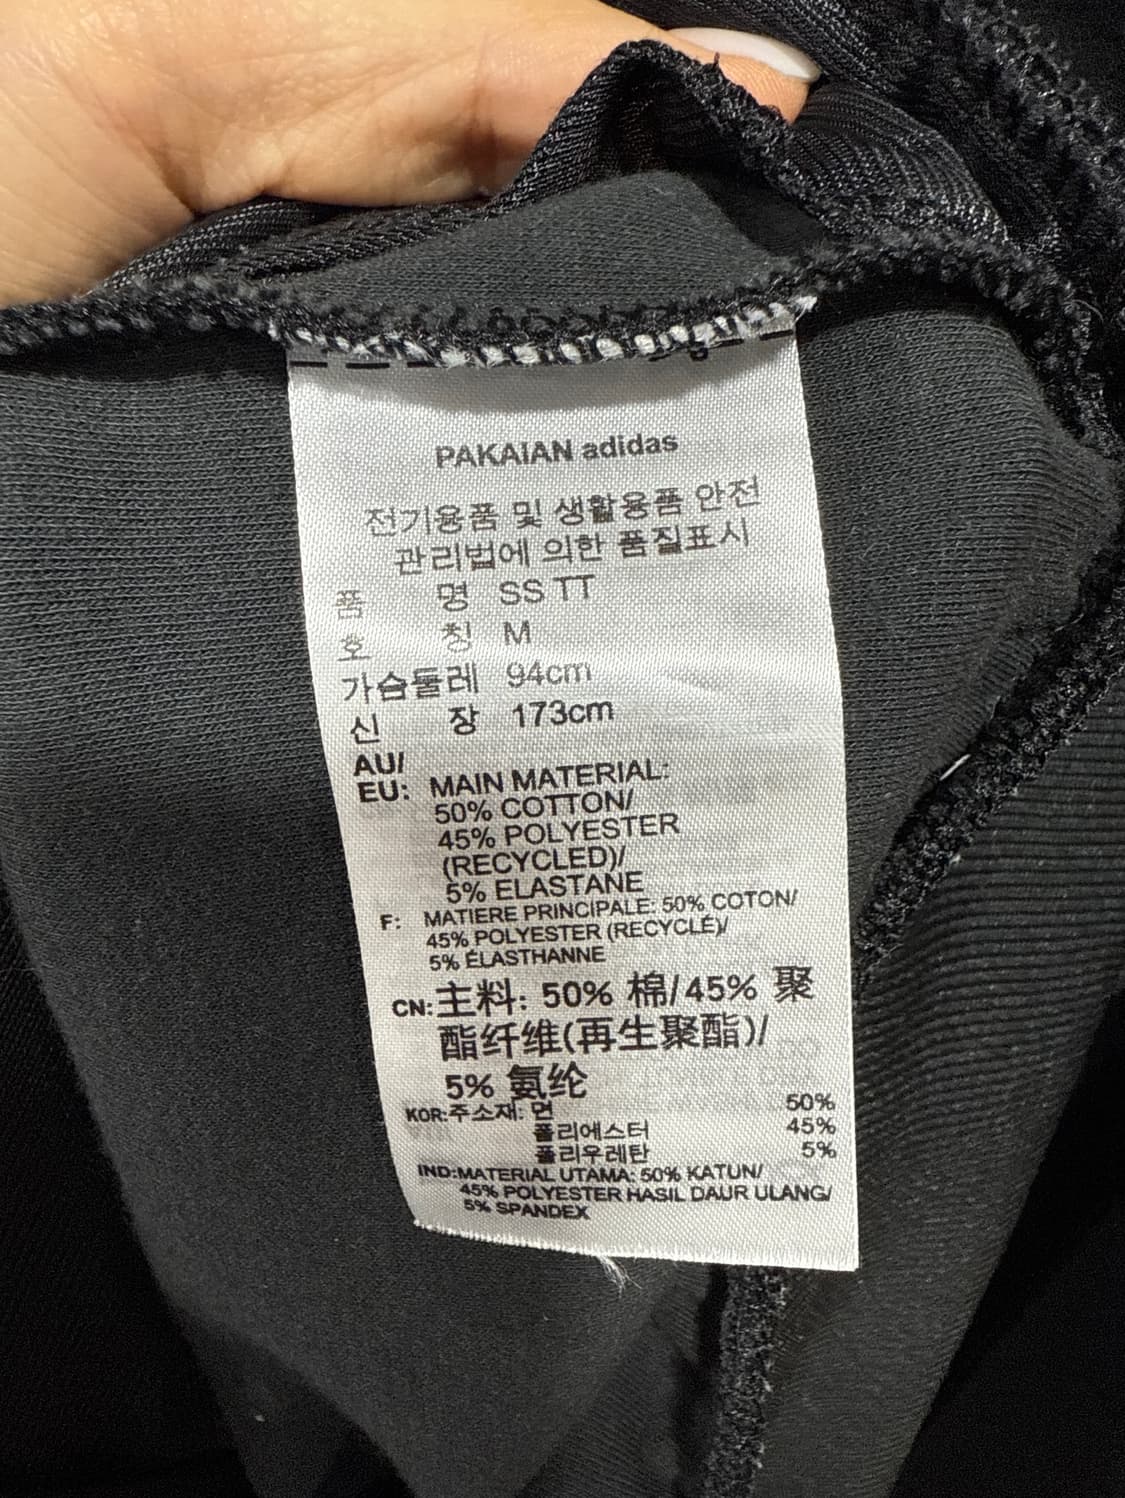 PAKAIAN adidas
전기용품 및 생활용품 안전
관리법에 의한 품질표시
품 명 SS TT
호 칭 M
가슴둘레 94cm
신 장 173cm
AU/
EU: MAIN MATERIAL:
50% COTTON/
45% POLYESTER
(RECYCLED)/
5% ELASTANE
F: MATIERE PRINCIPALE: 50% COTON/
45% POLYESTER (RECYCLÉ)/
5% ÉLASTHANNE
CN: 主料: 50% 棉/45% 聚
酯纤维(再生聚酯)/
5% 氨纶
KOR:주소재: 면 50%
폴리에스터 45%
폴리우레탄 5%
IND:MATERIAL UTAMA: 50% KATUN/
45% POLYESTER HASIL DAUR ULANG/
5% SPANDEX